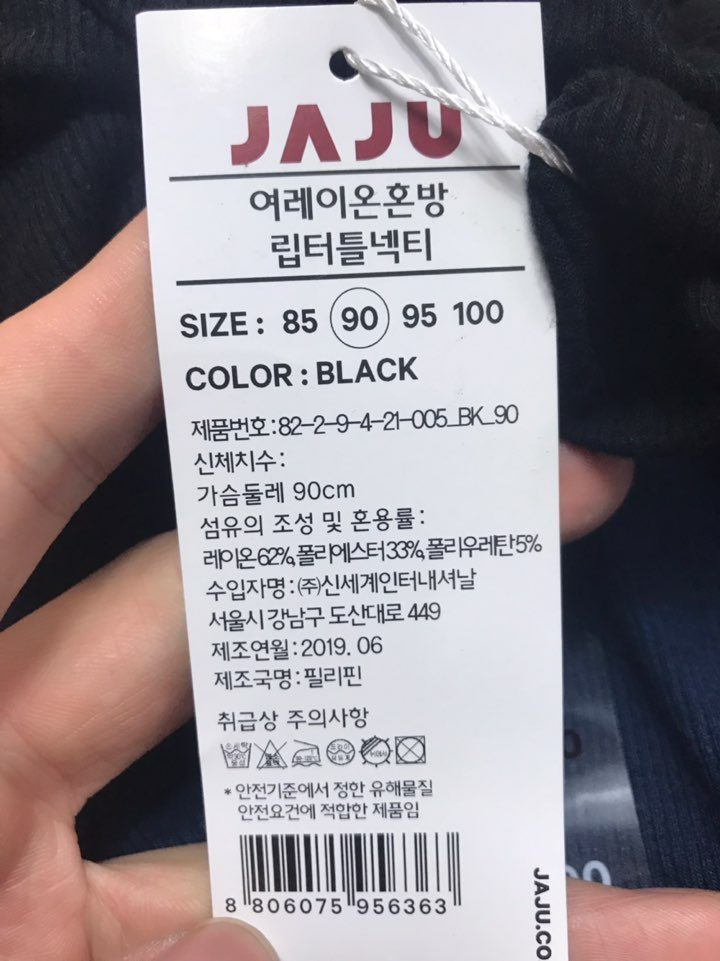 JAJU
여레이온혼방
립터틀넥티
SIZE : 85 90 95 100
COLOR : BLACK
제품번호:82-2-9-4-21-005_BK_90
신체치수:
가슴둘레 90cm
섬유의 조성 및 혼용률:
레이온 62%, 폴리에스터 33%, 폴리우레탄 5%
수입자명:㈜신세계인터내셔날
서울시 강남구 도산대로 449
제조연월:2019. 06
제조국명:필리핀
취급상 주의사항
*안전기준에서 정한 유해물질
안전요건에 적합한 제품임
8 806075 956363
JAJU.CO